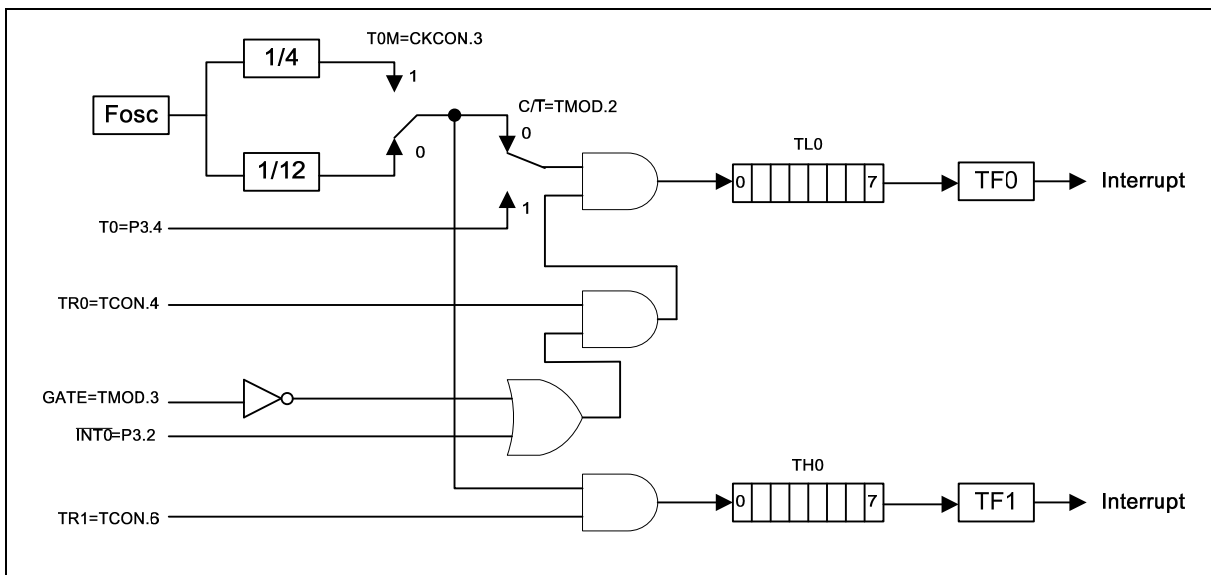 T0M=CKCON.3
1/4
1
Fosc
C/T̅=TMOD.2
0
0
1/12
TL0
0 7
TF0
Interrupt
1
T0=P3.4
TR0=TCON.4
GATE=TMOD.3
I̅N̅T̅0̅=P3.2
TH0
0 7
TF1
Interrupt
TR1=TCON.6